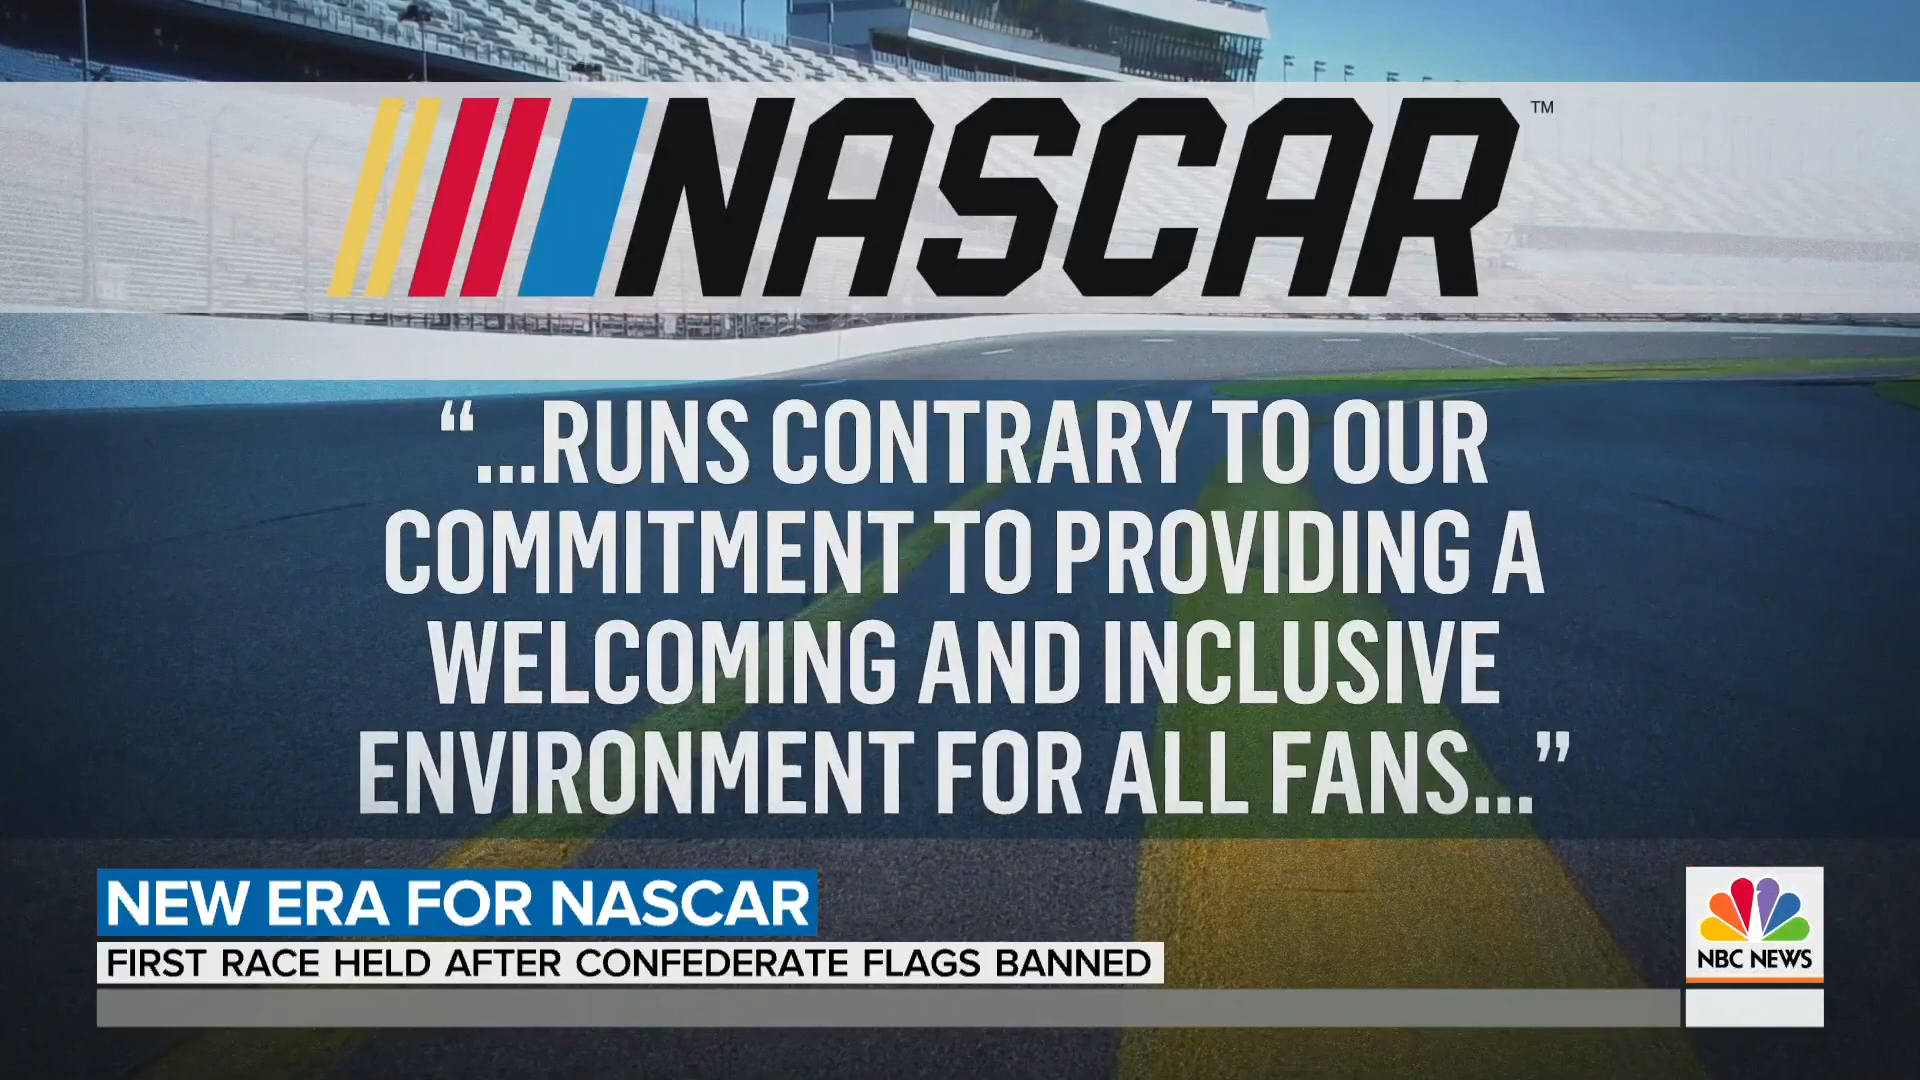 NASCAR™
“...RUNS CONTRARY TO OUR
COMMITMENT TO PROVIDING A
WELCOMING AND INCLUSIVE
ENVIRONMENT FOR ALL FANS...”
NEW ERA FOR NASCAR
FIRST RACE HELD AFTER CONFEDERATE FLAGS BANNED
NBC NEWS